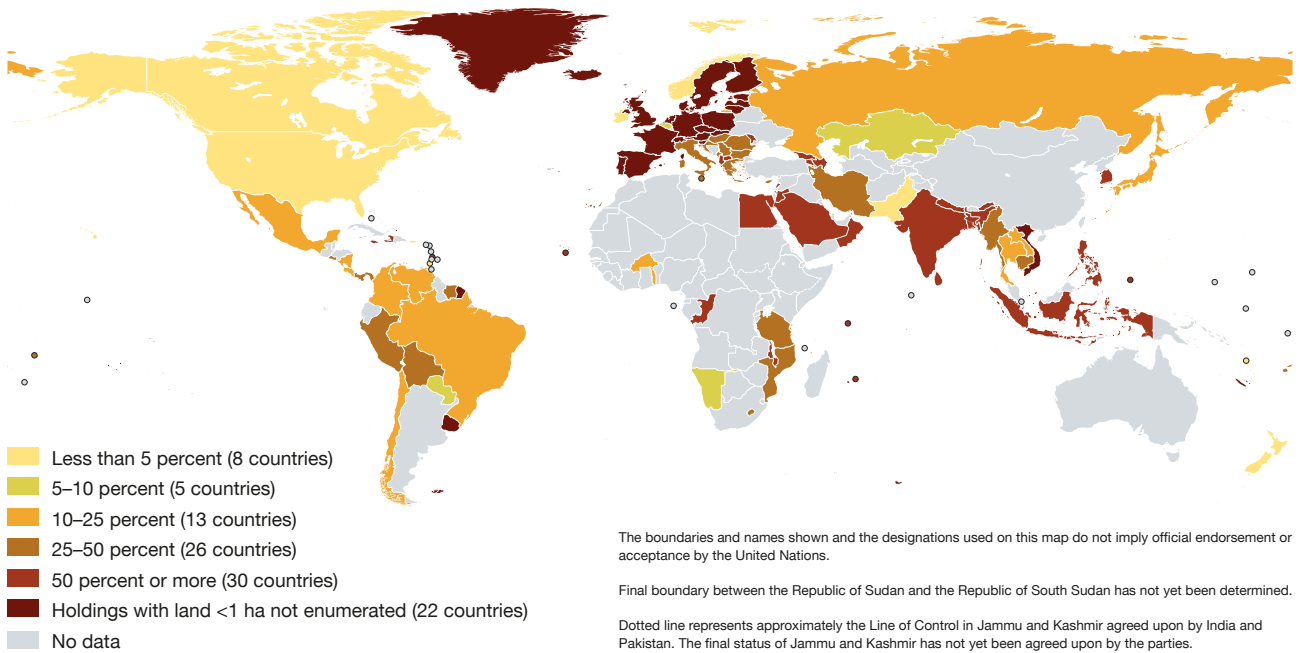 Less than 5 percent (8 countries)
5–10 percent (5 countries)
10–25 percent (13 countries)
25–50 percent (26 countries)
50 percent or more (30 countries)
Holdings with land <1 ha not enumerated (22 countries)
No data
The boundaries and names shown and the designations used on this map do not imply official endorsement or
acceptance by the United Nations.
Final boundary between the Republic of Sudan and the Republic of South Sudan has not yet been determined.
Dotted line represents approximately the Line of Control in Jammu and Kashmir agreed upon by India and
Pakistan. The final status of Jammu and Kashmir has not yet been agreed upon by the parties.